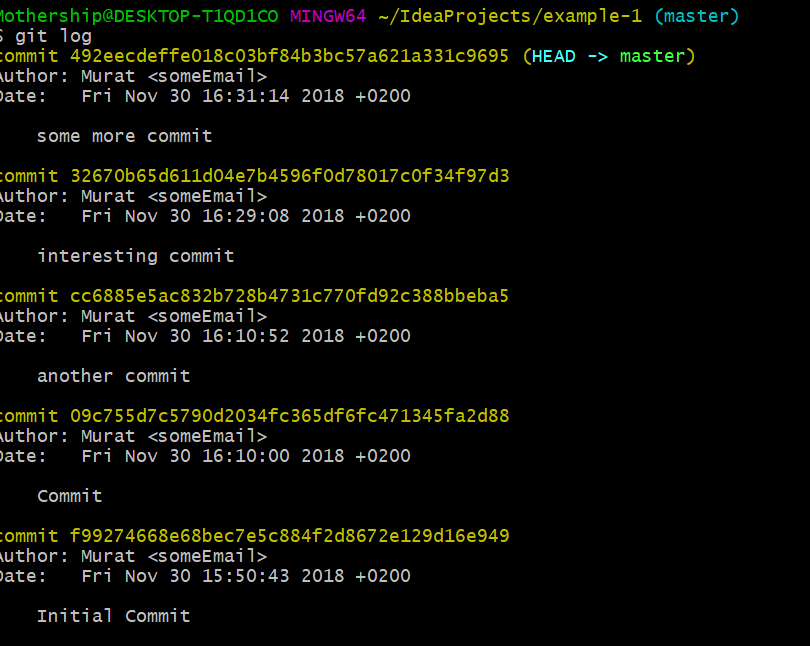 Mothership@DESKTOP-T1QD1CO MINGW64 ~/IdeaProjects/example-1 (master)
$ git log
commit 492eecdeffe018c03bf84b3bc57a621a331c9695 (HEAD -> master)
Author: Murat <someEmail>
Date:   Fri Nov 30 16:31:14 2018 +0200
some more commit
commit 32670b65d611d04e7b4596f0d78017c0f34f97d3
Author: Murat <someEmail>
Date:   Fri Nov 30 16:29:08 2018 +0200
interesting commit
commit cc6885e5ac832b728b4731c770fd92c388bbeba5
Author: Murat <someEmail>
Date:   Fri Nov 30 16:10:52 2018 +0200
another commit
commit 09c755d7c5790d2034fc365df6fc471345fa2d88
Author: Murat <someEmail>
Date:   Fri Nov 30 16:10:00 2018 +0200
Commit
commit f99274668e68bec7e5c884f2d8672e129d16e949
Author: Murat <someEmail>
Date:   Fri Nov 30 15:50:43 2018 +0200
Initial Commit